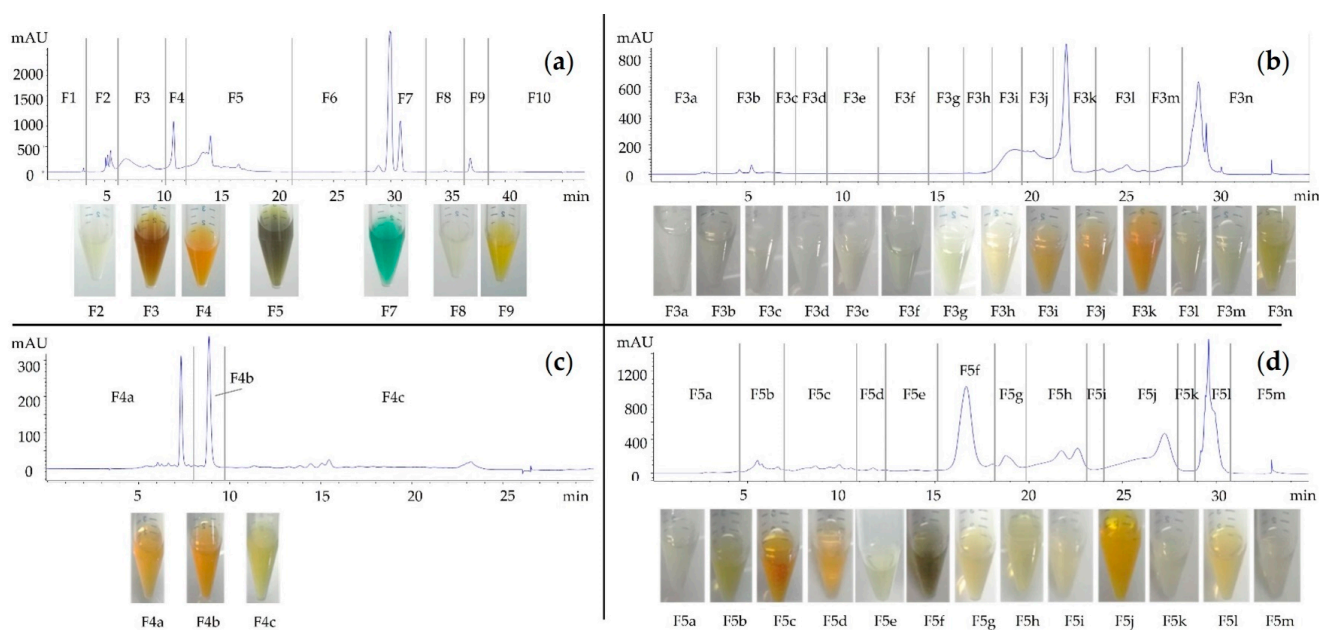 mAU
(a)
2000
1500
1000
500
0
F1 F2 F3 F4 F5 F6 F7 F8 F9 F10
5 10 15 20 25 30 35 40 min
F2 F3 F4 F5 F7 F8 F9
mAU
(b)
800
600
400
200
0
F3a F3b F3c F3d F3e F3f F3g F3h F3i F3j F3k F3l F3m F3n
5 10 15 20 25 30 min
F3a F3b F3c F3d F3e F3f F3g F3h F3i F3j F3k F3l F3m F3n
mAU
(c)
300
200
100
0
F4a F4b F4c
5 10 15 20 25 min
F4a F4b F4c
mAU
(d)
1200
800
400
0
F5f
F5a F5b F5c F5d F5e F5g F5h F5i F5j F5k F5l F5m
5 10 15 20 25 30 min
F5a F5b F5c F5d F5e F5f F5g F5h F5i F5j F5k F5l F5m